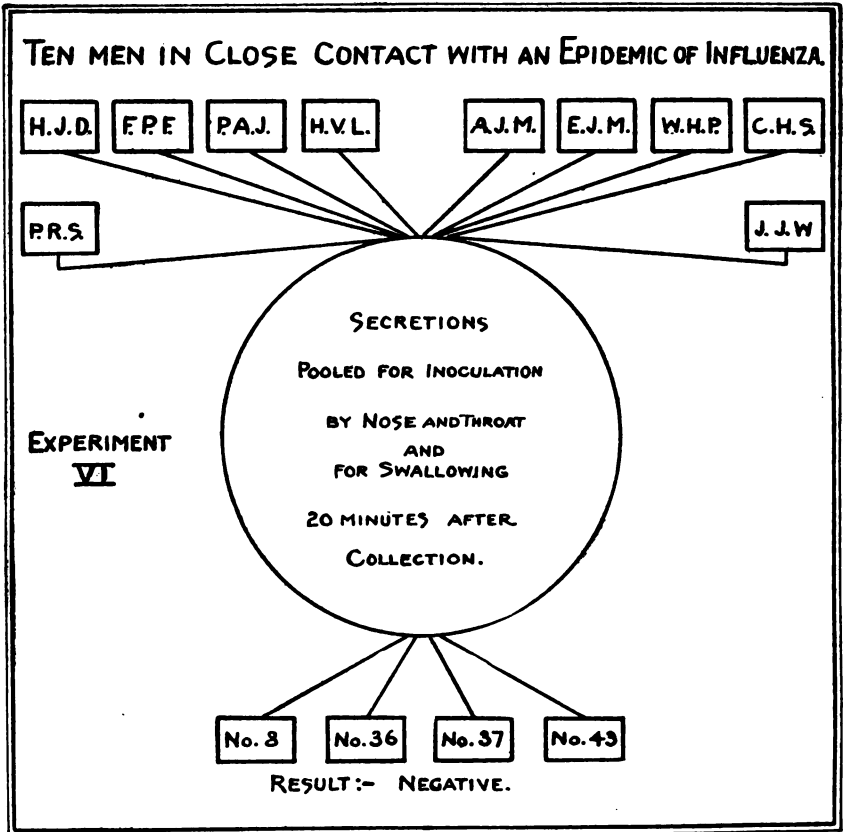 TEN MEN IN CLOSE CONTACT WITH AN EPIDEMIC OF INFLUENZA.
H.J.D. F.P.F. P.A.J. H.V.L. A.J.M. E.J.M. W.H.P. C.H.S.
P.R.S. J.J.W
SECRETIONS
POOLED FOR INOCULATION
BY NOSE AND THROAT
AND
FOR SWALLOWING
20 MINUTES AFTER
COLLECTION.
EXPERIMENT
VI
No.8 No.36 No.37 No.43
RESULT:- NEGATIVE.